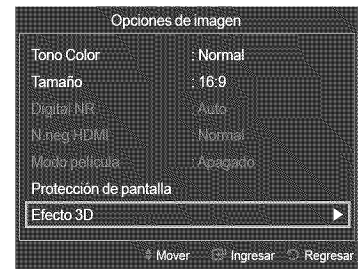 Opciones de imagen
Tono Color : Normal
Tamaño : 16:9
Digital NR : Auto
N.neg HDMI : Normal
Modo película : Apagado
Protección de pantalla
Efecto 3D
Mover Ingresar Regresar